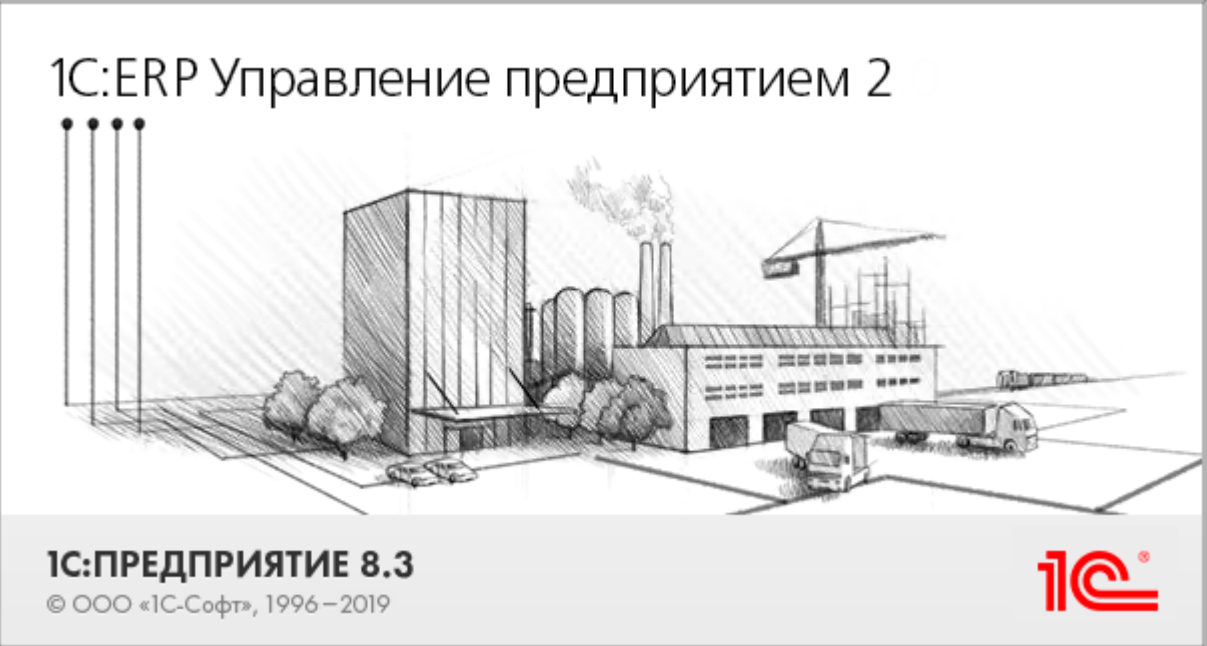 1С:ERP Управление предприятием 2
1С:ПРЕДПРИЯТИЕ 8.3
© ООО «1С-Софт», 1996–2019
1С®